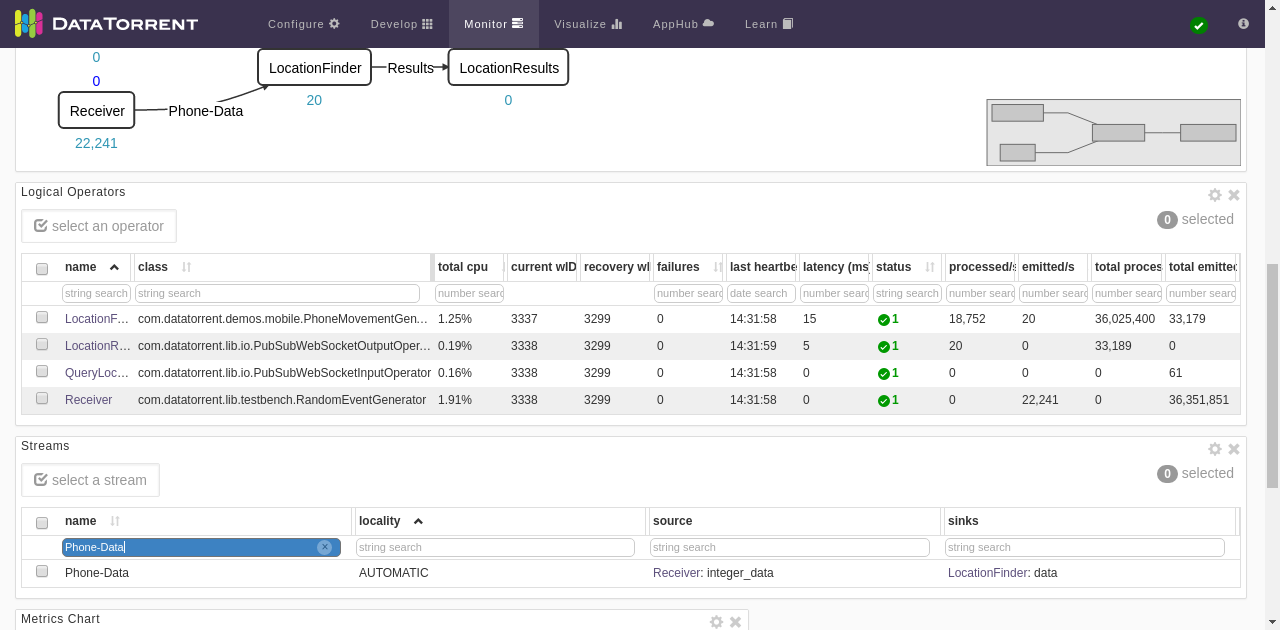 DATATORRENT Configure Develop Monitor Visualize AppHub Learn
0
0
LocationFinder Results LocationResults
20 0
Receiver Phone-Data
22,241
Logical Operators
select an operator 0 selected
name class total cpu current wID recovery wI failures last heartbe latency (ms status processed/s emitted/s total proces total emitte
string search string search number searc number searc date search number searc string search number searc number searc number searc number searc
LocationF... com.datatorrent.demos.mobile.PhoneMovementGen... 1.25% 3337 3299 0 14:31:58 15 1 18,752 20 36,025,400 33,179
LocationR... com.datatorrent.lib.io.PubSubWebSocketOutputOper... 0.19% 3338 3299 0 14:31:59 5 1 20 0 33,189 0
QueryLoc... com.datatorrent.lib.io.PubSubWebSocketInputOperator 0.16% 3338 3299 0 14:31:58 0 1 0 0 0 61
Receiver com.datatorrent.lib.testbench.RandomEventGenerator 1.91% 3338 3299 0 14:31:58 0 1 0 22,241 0 36,351,851
Streams
select a stream 0 selected
name locality source sinks
Phone-Data string search string search string search
Phone-Data AUTOMATIC Receiver: integer_data LocationFinder: data
Metrics Chart